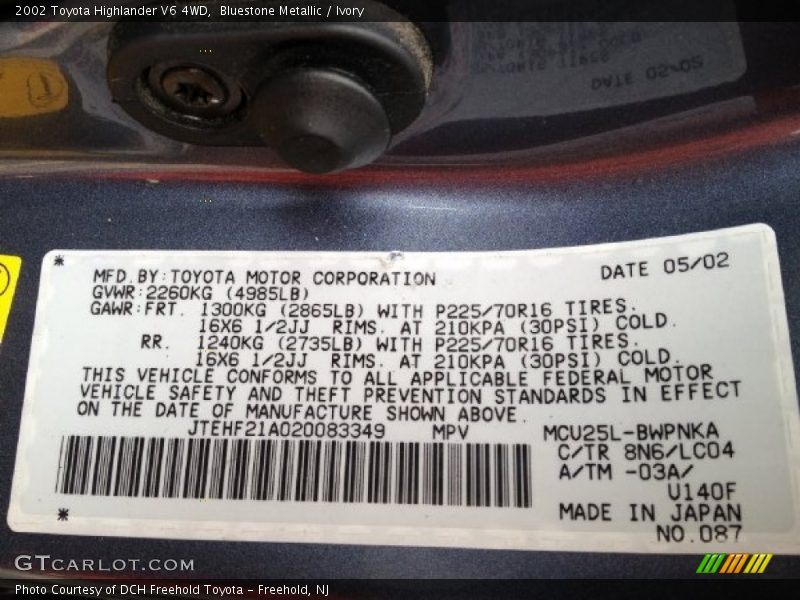 2002 Toyota Highlander V6 4WD,  Bluestone Metallic / Ivory
DATE 02-05
MFD.BY:TOYOTA MOTOR CORPORATION
DATE 05/02
GVWR:2260KG (4985LB)
GAWR:FRT. 1300KG (2865LB) WITH P225/70R16 TIRES.
16X6 1/2JJ RIMS. AT 210KPA (30PSI) COLD.
RR. 1240KG (2735LB) WITH P225/70R16 TIRES.
16X6 1/2JJ RIMS. AT 210KPA (30PSI) COLD.
THIS VEHICLE CONFORMS TO ALL APPLICABLE FEDERAL MOTOR
VEHICLE SAFETY AND THEFT PREVENTION STANDARDS IN EFFECT
ON THE DATE OF MANUFACTURE SHOWN ABOVE.
JTEHF21A020083349 MPV MCU25L-BWPNKA
C/TR 8N6/LC04
A/TM -03A/
U140F
MADE IN JAPAN
NO.087
GTCARLOT.COM
Photo Courtesy of DCH Freehold Toyota - Freehold, NJ